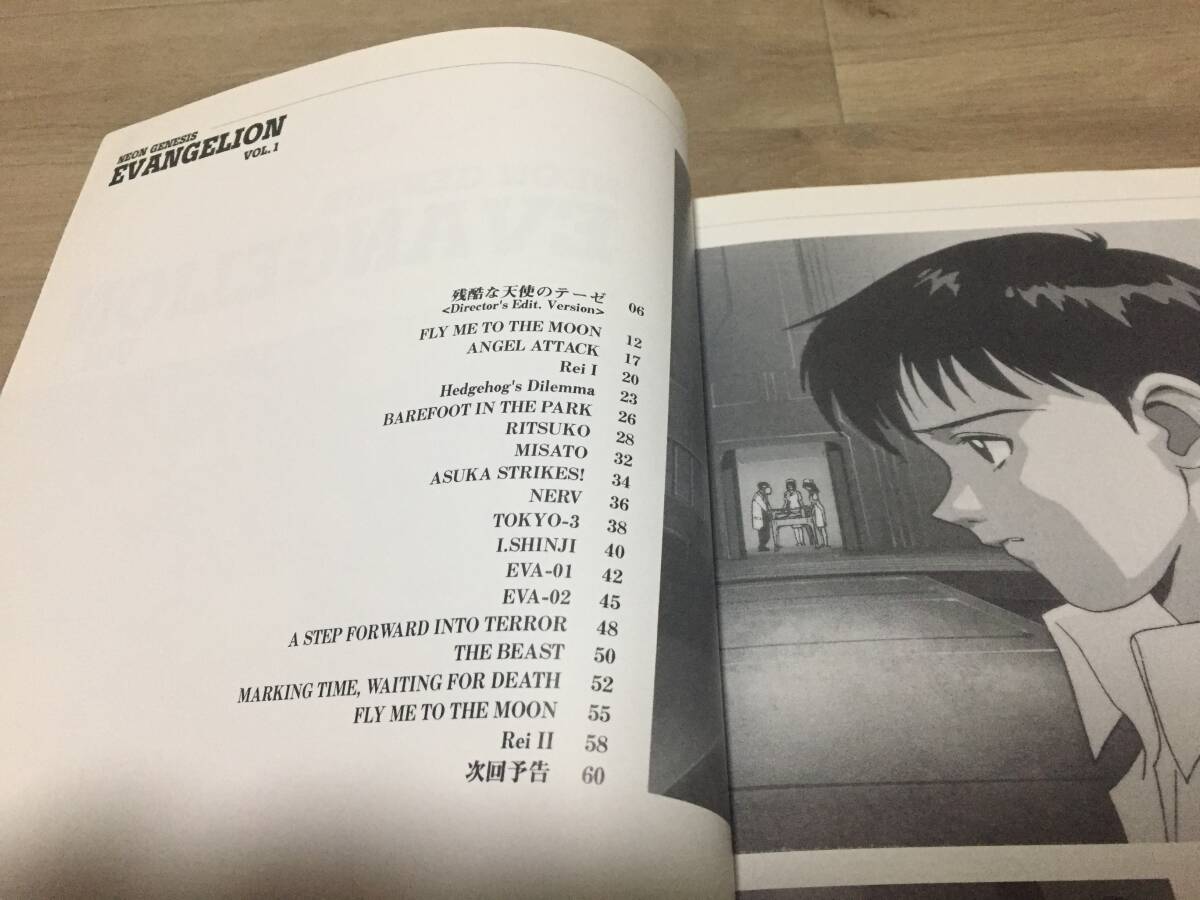 NEON GENESIS
EVANGELION
VOL.1
残酷な天使のテーゼ 06
<Director's Edit. Version>
FLY ME TO THE MOON 12
ANGEL ATTACK 17
Rei I 20
Hedgehog's Dilemma 23
BAREFOOT IN THE PARK 26
RITSUKO 28
MISATO 32
ASUKA STRIKES! 34
NERV 36
TOKYO-3 38
I.SHINJI 40
EVA-01 42
EVA-02 45
A STEP FORWARD INTO TERROR 48
THE BEAST 50
MARKING TIME, WAITING FOR DEATH 52
FLY ME TO THE MOON 55
Rei II 58
次回予告 60